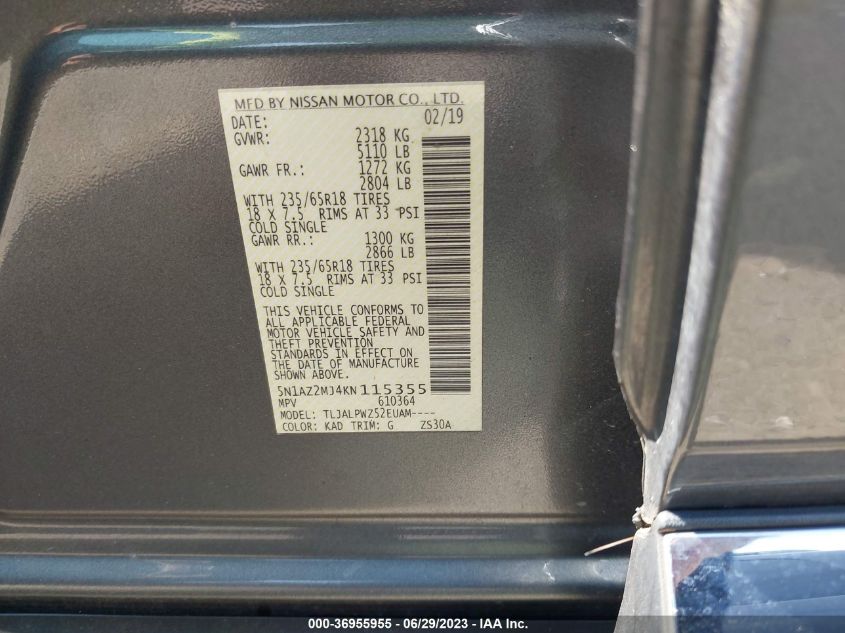 MFD BY NISSAN MOTOR CO., LTD.
DATE: 02/19
GVWR: 2318 KG
5110 LB
GAWR FR.: 1272 KG
2804 LB
WITH 235/65R18 TIRES
18 X 7.5 RIMS AT 33 PSI
COLD SINGLE
GAWR RR.: 1300 KG
2866 LB
WITH 235/65R18 TIRES
18 X 7.5 RIMS AT 33 PSI
COLD SINGLE
THIS VEHICLE CONFORMS TO
ALL APPLICABLE FEDERAL
MOTOR VEHICLE SAFETY AND
THEFT PREVENTION
STANDARDS IN EFFECT ON
THE DATE OF MANUFACTURE
SHOWN ABOVE.
5N1AZ2MJ4KN115355
MPV 610364
MODEL: TLJALPWZ52EUAM----
COLOR: KAD TRIM: G ZS30A
000-36955955 - 06/29/2023 - IAA Inc.